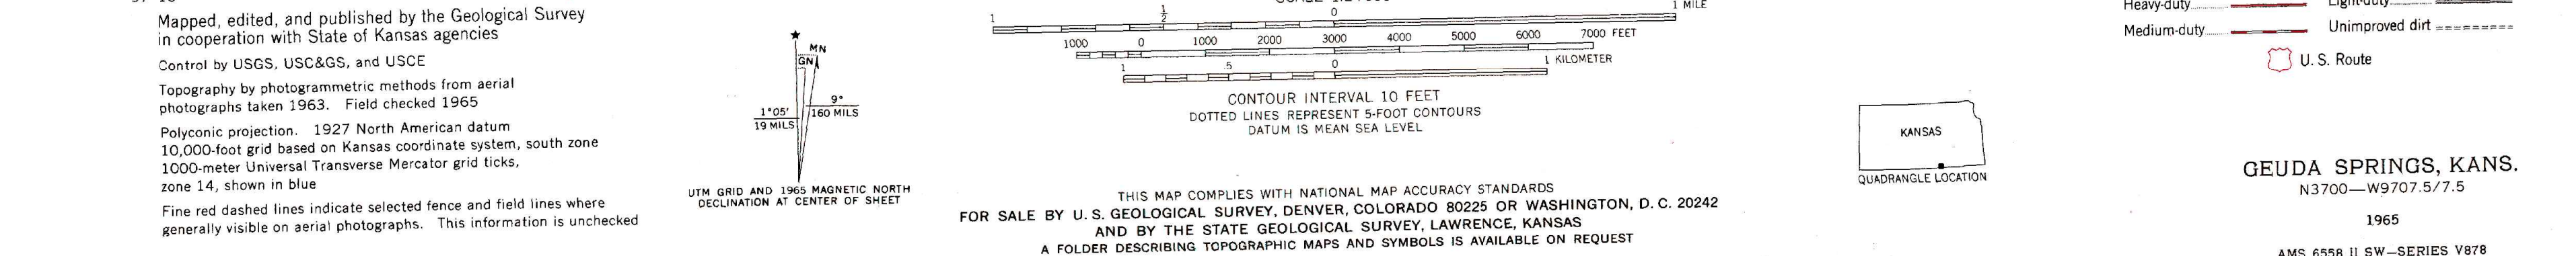 Mapped, edited, and published by the Geological Survey
in cooperation with State of Kansas agencies
Control by USGS, USC&GS, and USCE
Topography by photogrammetric methods from aerial
photographs taken 1963. Field checked 1965
Polyconic projection. 1927 North American datum
10,000-foot grid based on Kansas coordinate system, south zone
1000-meter Universal Transverse Mercator grid ticks,
zone 14, shown in blue
Fine red dashed lines indicate selected fence and field lines where
generally visible on aerial photographs. This information is unchecked
★
MN
GN
1°05'
19 MILS
9°
160 MILS
UTM GRID AND 1965 MAGNETIC NORTH
DECLINATION AT CENTER OF SHEET
1 ½ 0 1 MILE
1000 0 1000 2000 3000 4000 5000 6000 7000 FEET
1 .5 0 1 KILOMETER
CONTOUR INTERVAL 10 FEET
DOTTED LINES REPRESENT 5-FOOT CONTOURS
DATUM IS MEAN SEA LEVEL
THIS MAP COMPLIES WITH NATIONAL MAP ACCURACY STANDARDS
FOR SALE BY U. S. GEOLOGICAL SURVEY, DENVER, COLORADO 80225 OR WASHINGTON, D. C. 20242
AND BY THE STATE GEOLOGICAL SURVEY, LAWRENCE, KANSAS
A FOLDER DESCRIBING TOPOGRAPHIC MAPS AND SYMBOLS IS AVAILABLE ON REQUEST
KANSAS
QUADRANGLE LOCATION
Heavy-duty Light-duty
Medium-duty Unimproved dirt
U. S. Route
GEUDA SPRINGS, KANS.
N3700—W9707.5/7.5
1965
AMS 6558 II SW—SERIES V878